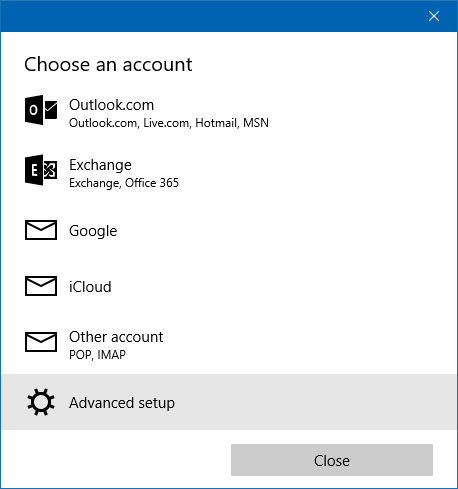 Choose an account
Outlook.com
Outlook.com, Live.com, Hotmail, MSN
Exchange
Exchange, Office 365
Google
iCloud
Other account
POP, IMAP
Advanced setup
Close